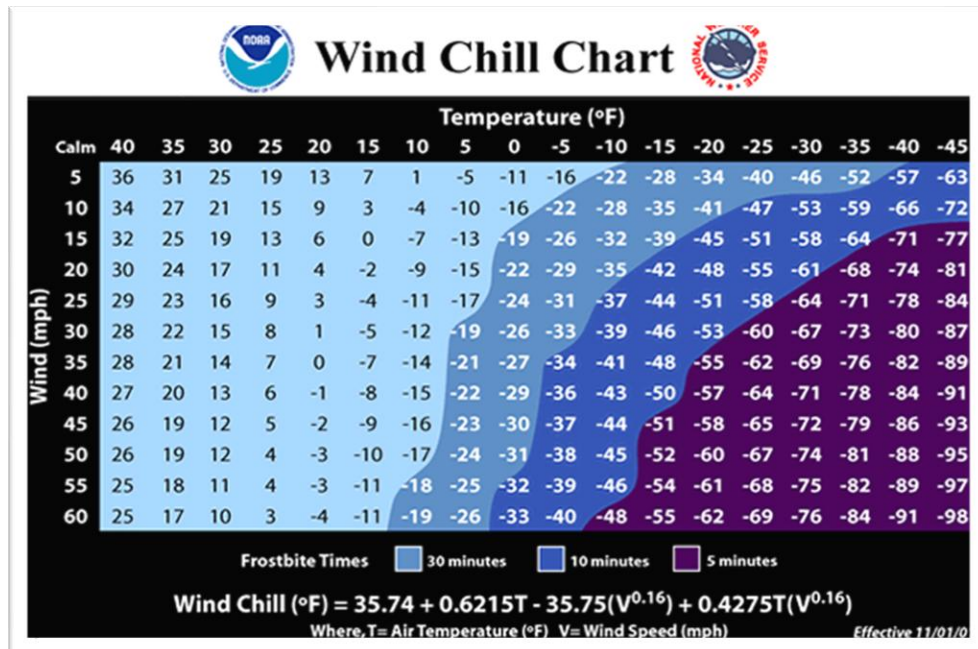 NOAA
Wind Chill Chart
Temperature (ºF)
Calm 40 35 30 25 20 15 10 5 0 -5 -10 -15 -20 -25 -30 -35 -40 -45
5 36 31 25 19 13 7 1 -5 -11 -16 -22 -28 -34 -40 -46 -52 -57 -63
10 34 27 21 15 9 3 -4 -10 -16 -22 -28 -35 -41 -47 -53 -59 -66 -72
15 32 25 19 13 6 0 -7 -13 -19 -26 -32 -39 -45 -51 -58 -64 -71 -77
20 30 24 17 11 4 -2 -9 -15 -22 -29 -35 -42 -48 -55 -61 -68 -74 -81
25 29 23 16 9 3 -4 -11 -17 -24 -31 -37 -44 -51 -58 -64 -71 -78 -84
30 28 22 15 8 1 -5 -12 -19 -26 -33 -39 -46 -53 -60 -67 -73 -80 -87
35 28 21 14 7 0 -7 -14 -21 -27 -34 -41 -48 -55 -62 -69 -76 -82 -89
40 27 20 13 6 -1 -8 -15 -22 -29 -36 -43 -50 -57 -64 -71 -78 -84 -91
45 26 19 12 5 -2 -9 -16 -23 -30 -37 -44 -51 -58 -65 -72 -79 -86 -93
50 26 19 12 4 -3 -10 -17 -24 -31 -38 -45 -52 -60 -67 -74 -81 -88 -95
55 25 18 11 4 -3 -11 -18 -25 -32 -39 -46 -54 -61 -68 -75 -82 -89 -97
60 25 17 10 3 -4 -11 -19 -26 -33 -40 -48 -55 -62 -69 -76 -84 -91 -98
Wind (mph)
Frostbite Times 30 minutes 10 minutes 5 minutes
Wind Chill (ºF) = 35.74 + 0.6215T - 35.75(V^0.16) + 0.4275T(V^0.16)
Where, T= Air Temperature (ºF) V= Wind Speed (mph)
Effective 11/01/0